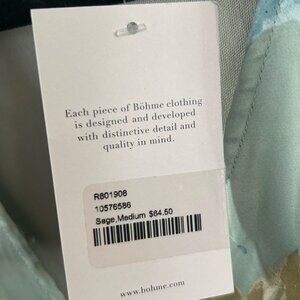 Each piece of Böhme clothing
is designed and developed
with distinctive detail and
quality in mind.
R801908
10576586
Sage,Medium $64.50
www.bohme.com